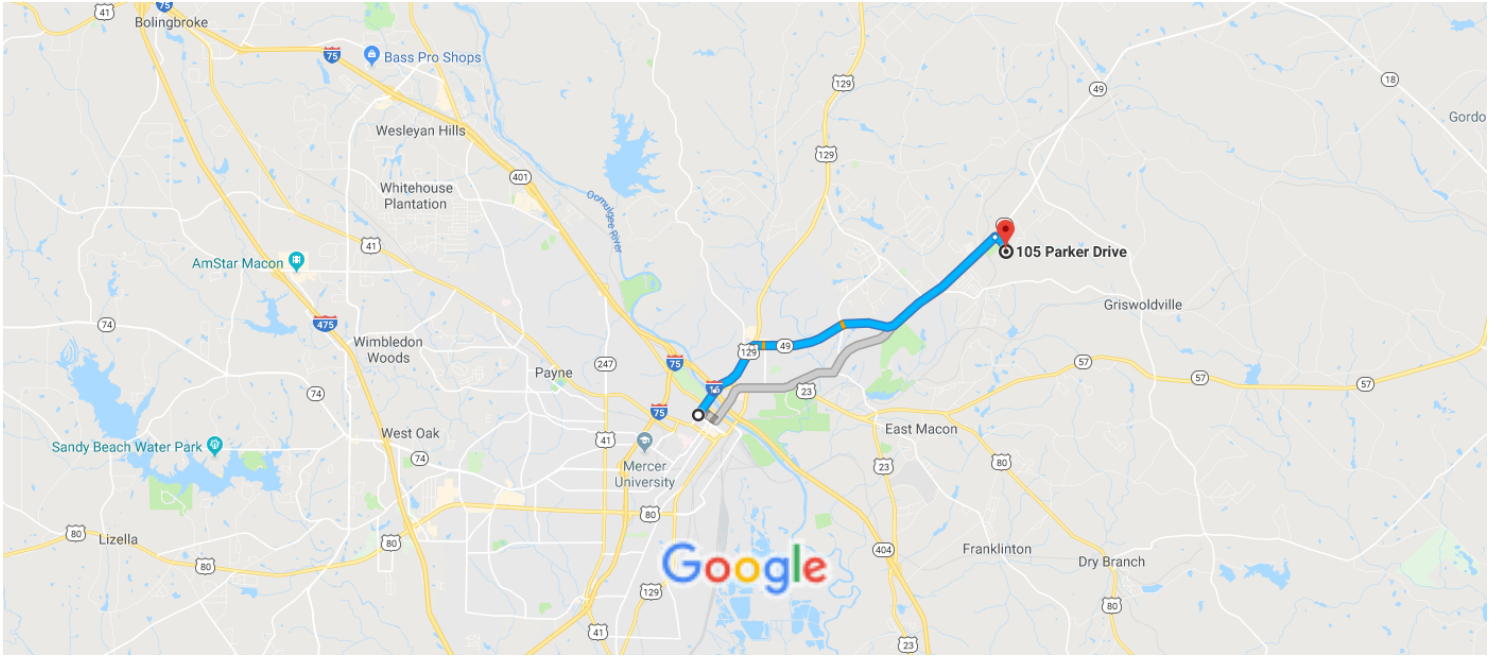 41
75
Bolingbroke
75
Bass Pro Shops
129
18
49
Gordo
Wesleyan Hills
129
401
Whitehouse
Plantation
Ocmulgee River
41
AmStar Macon
105 Parker Drive
Griswoldville
74
475
Wimbledon
Woods
129
49
75
247
Payne
57
57
57
16
23
74
75
West Oak
41
East Macon
Sandy Beach Water Park
74
Mercer
University
80
23
80
80
Lizella
80
80
404
Franklinton
Dry Branch
Google
129
80
41
23